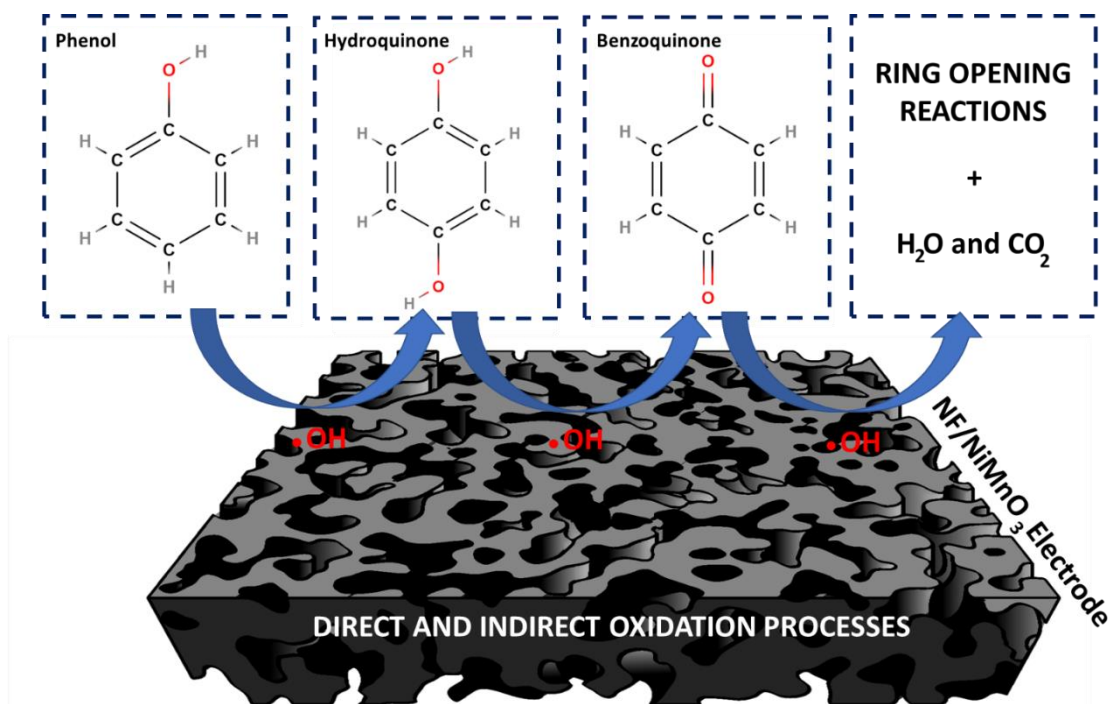 Phenol
H
O
C
H
C
C
H
C
C
H
C
H
H
Hydroquinone
H
O
C
H
C
C
H
C
C
H
H
C
O
H
Benzoquinone
O
C
H
C
C
H
C
C
H
H
C
O
RING OPENING
REACTIONS
+
H₂O and CO₂
•OH
•OH
•OH
NF/NiMnO₃ Electrode
DIRECT AND INDIRECT OXIDATION PROCESSES